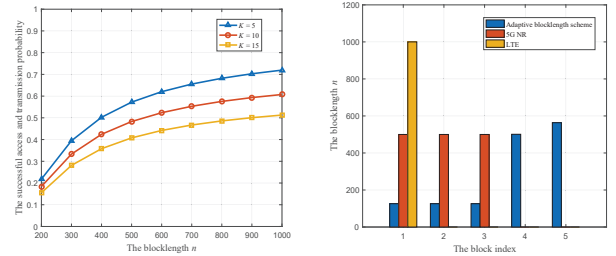 The successful access and transmission probability
1
0.9
0.8
0.7
0.6
0.5
0.4
0.3
0.2
0.1
0
200 300 400 500 600 700 800 900 1000
The blocklength n
K = 5
K = 10
K = 15
The blocklength n
1200
1000
800
600
400
200
0
1 2 3 4 5
The block index
Adaptive blocklength scheme
5G NR
LTE